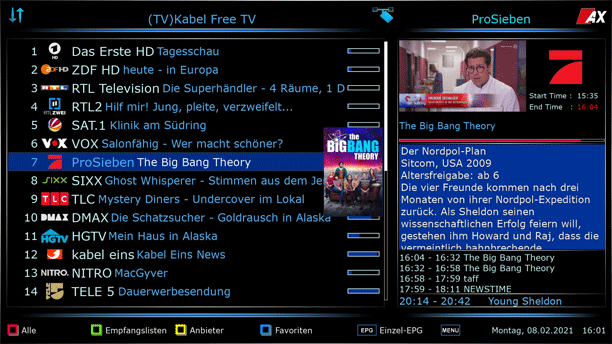 (TV)Kabel Free TV
ProSieben
AX
1 Das Erste HD Tagesschau
2 ZDF HD heute - in Europa
3 RTL RTL Television Die Superhändler - 4 Räume, 1 D
4 RTLZWEI RTL2 Hilf mir! Jung, pleite, verzweifelt...
5 SAT.1 Klinik am Südring
6 VOX VOX Salonfähig - Wer macht schöner?
7 ProSieben The Big Bang Theory
8 sixx SIXX Ghost Whisperer - Stimmen aus dem Je
9 TLC TLC Mystery Diners - Undercover im Lokal
10 DMAX DMAX Die Schatzsucher - Goldrausch in Alaska
11 HGTV HGTV Mein Haus in Alaska
12 kabel eins Kabel Eins News
13 NITRO. NITRO MacGyver
14 TELE 5 Dauerwerbesendung
the BIG BANG THEORY
Start Time : 15:35
End Time : 16:04
The Big Bang Theory
Der Nordpol-Plan
Sitcom, USA 2009
Altersfreigabe: ab 6
Die vier Freunde kommen nach drei
Monaten von ihrer Nordpol-Expedition
zurück. Als Sheldon seinen
wissenschaftlichen Erfolg feiern will,
gestehen ihm Howard und Raj, dass die
vermeintlich bahnbrechende
16:04 - 16:32 The Big Bang Theory
16:32 - 16:58 The Big Bang Theory
16:58 - 17:59 taff
17:59 - 18:11 NEWSTIME
20:14 - 20:42 Young Sheldon
Alle
Empfangslisten
Anbieter
Favoriten
EPG Einzel-EPG
MENU
Montag, 08.02.2021 16:01